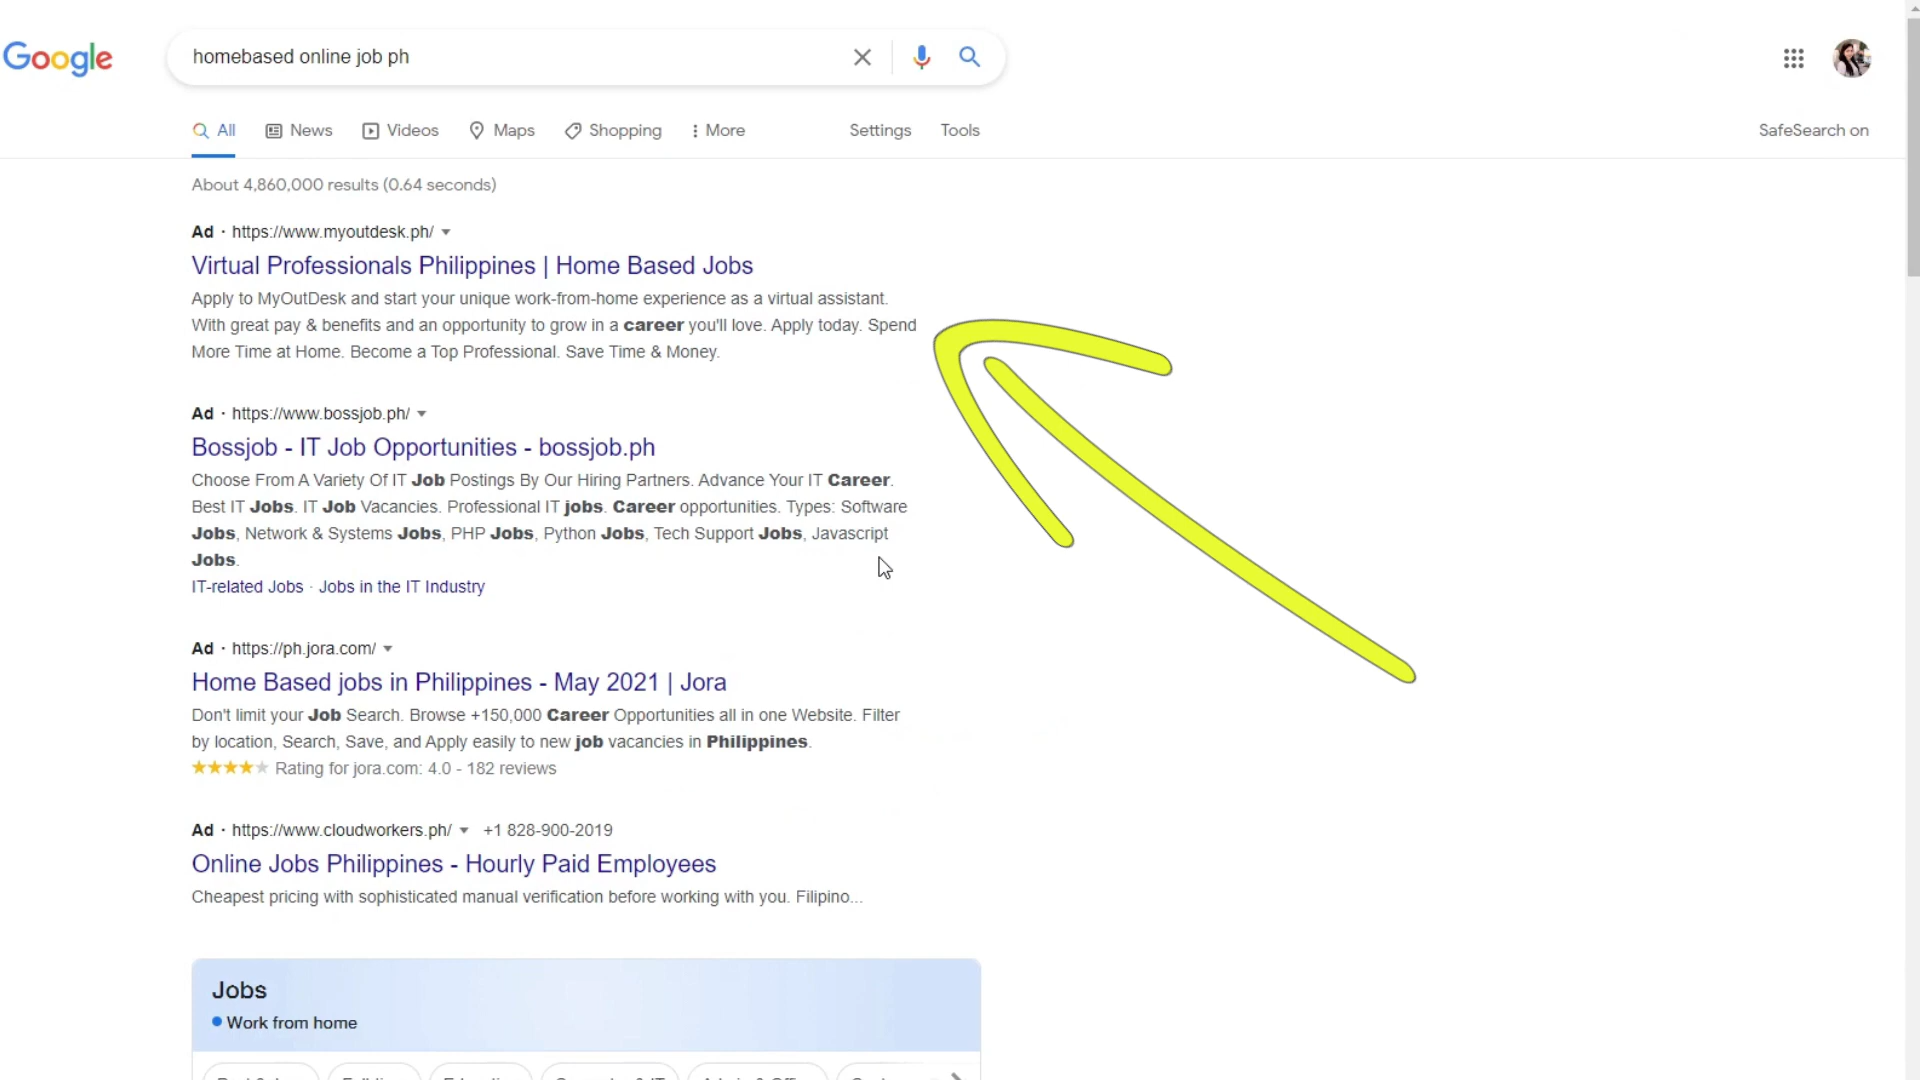 Google
homebased online job ph
All News Videos Maps Shopping More Settings Tools SafeSearch on
About 4,860,000 results (0.64 seconds)
Ad · https://www.myoutdesk.ph/
Virtual Professionals Philippines | Home Based Jobs
Apply to MyOutDesk and start your unique work-from-home experience as a virtual assistant.
With great pay & benefits and an opportunity to grow in a career you'll love. Apply today. Spend
More Time at Home. Become a Top Professional. Save Time & Money.
Ad · https://www.bossjob.ph/
Bossjob - IT Job Opportunities - bossjob.ph
Choose From A Variety Of IT Job Postings By Our Hiring Partners. Advance Your IT Career.
Best IT Jobs. IT Job Vacancies. Professional IT jobs. Career opportunities. Types: Software
Jobs, Network & Systems Jobs, PHP Jobs, Python Jobs, Tech Support Jobs, Javascript
Jobs.
IT-related Jobs · Jobs in the IT Industry
Ad · https://ph.jora.com/
Home Based jobs in Philippines - May 2021 | Jora
Don't limit your Job Search. Browse +150,000 Career Opportunities all in one Website. Filter
by location, Search, Save, and Apply easily to new job vacancies in Philippines.
Rating for jora.com: 4.0 - 182 reviews
Ad · https://www.cloudworkers.ph/ +1 828-900-2019
Online Jobs Philippines - Hourly Paid Employees
Cheapest pricing with sophisticated manual verification before working with you. Filipino...
Jobs
Work from home